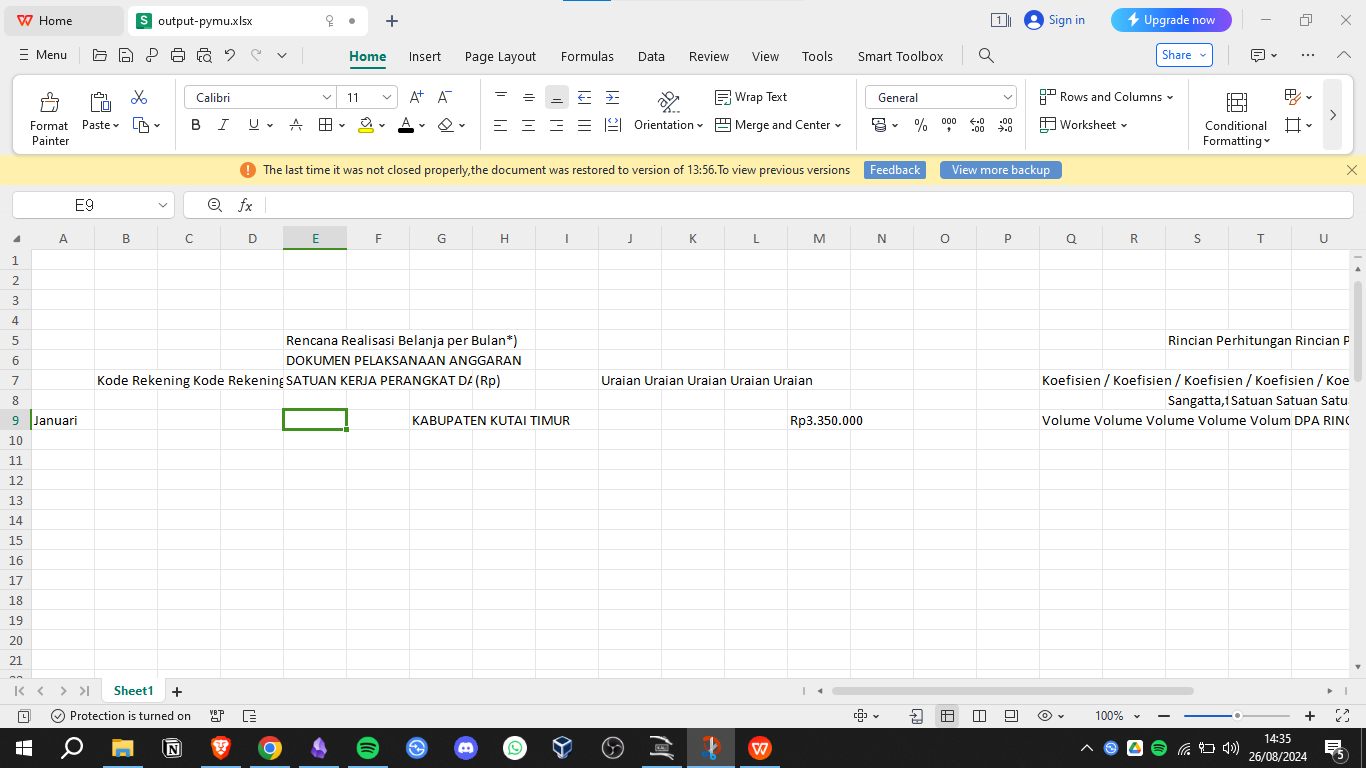 Home
output-pymu.xlsx
Sign in
Upgrade now
Menu
Home Insert Page Layout Formulas Data Review View Tools Smart Toolbox
Share
Format Painter
Paste
Calibri
11
Wrap Text
Orientation
Merge and Center
General
Rows and Columns
Worksheet
Conditional Formatting
The last time it was not closed properly,the document was restored to version of 13:56.To view previous versions
Feedback
View more backup
E9
fx
A B C D E F G H I J K L M N O P Q R S T U
1
2
3
4
5 Rencana Realisasi Belanja per Bulan*) Rincian Perhitungan Rincian P
6 DOKUMEN PELAKSANAAN ANGGARAN
7 Kode Rekening Kode Rekening SATUAN KERJA PERANGKAT DA (Rp) Uraian Uraian Uraian Uraian Uraian Koefisien / Koefisien / Koefisien / Koefisien / Koe
8 Sangatta, Satuan Satuan Satu
9 Januari KABUPATEN KUTAI TIMUR Rp3.350.000 Volume Volume Volume Volume Volum DPA RINC
10
11
12
13
14
15
16
17
18
19
20
21
Sheet1
Protection is turned on
100%
14:35
26/08/2024
5